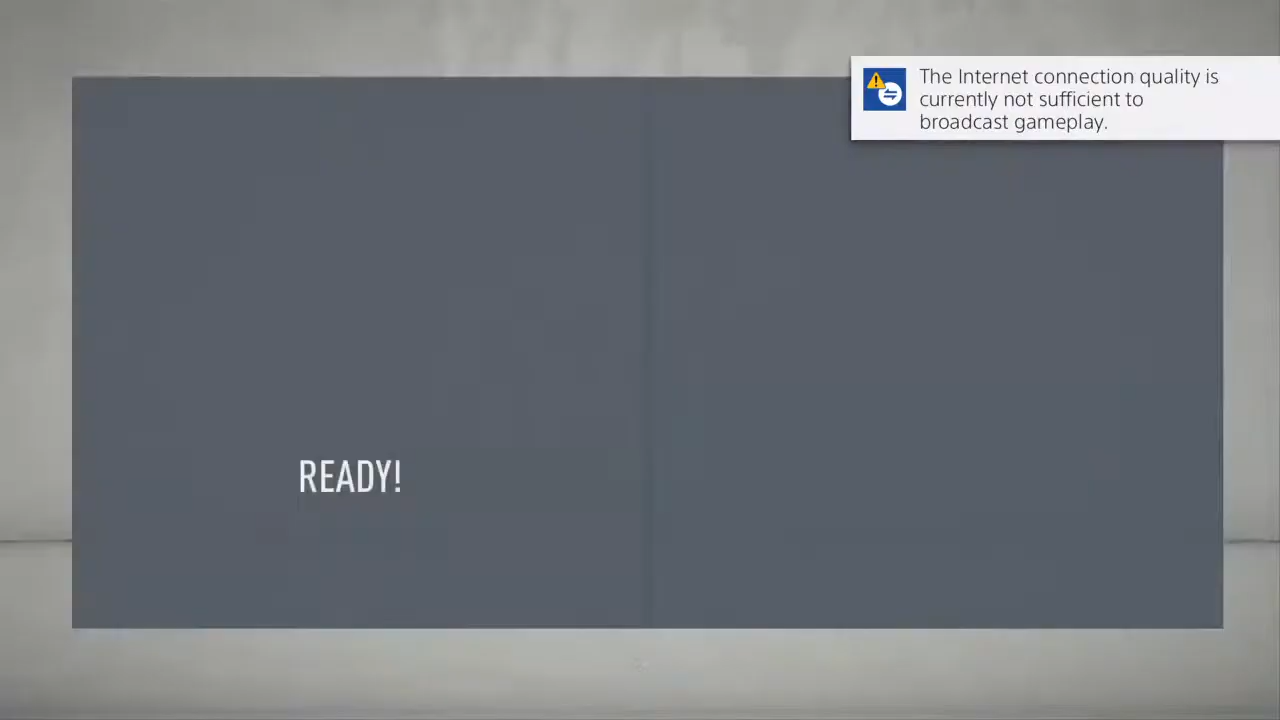 The Internet connection quality is
currently not sufficient to
broadcast gameplay.
READY!